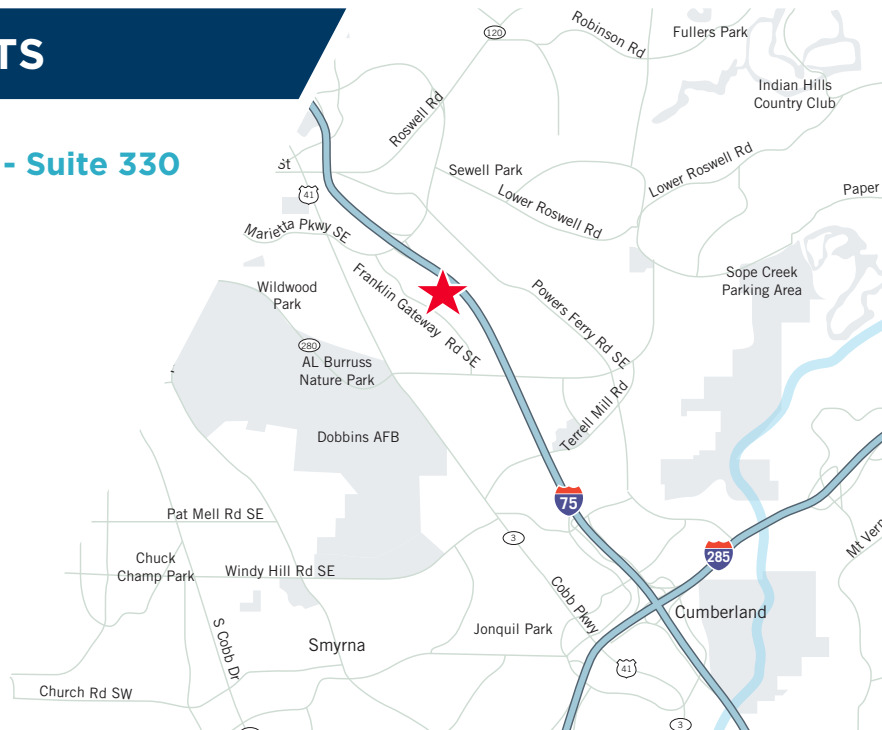 TS
- Suite 330
120
Robinson Rd
Fullers Park
Indian Hills
Country Club
Roswell Rd
St
Sewell Park
Lower Roswell Rd
Lower Roswell Rd
Paper
41
Marietta Pkwy SE
Sope Creek
Parking Area
Wildwood
Park
Franklin Gateway Rd SE
Powers Ferry Rd SE
280
AL Burruss
Nature Park
Terrell Mill Rd
Dobbins AFB
75
Pat Mell Rd SE
3
285
Mt Vern
Chuck
Champ Park
Windy Hill Rd SE
Cobb Pkwy
Cumberland
S Cobb Dr
Jonquil Park
Smyrna
41
Church Rd SW
3